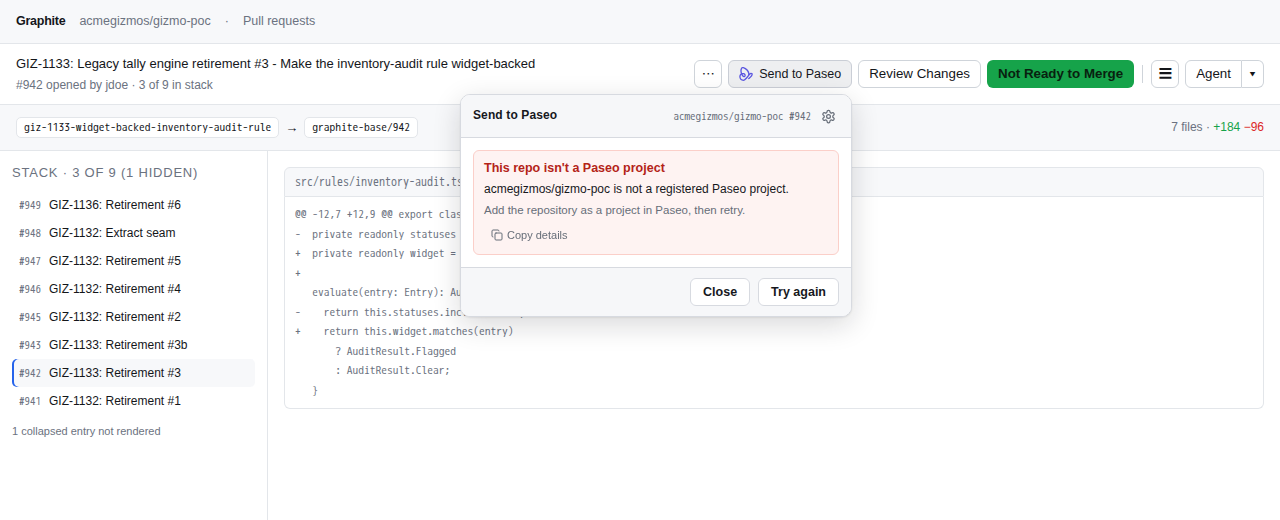 Graphite acmegizmos/gizmo-poc · Pull requests
GIZ-1133: Legacy tally engine retirement #3 - Make the inventory-audit rule widget-backed
#942 opened by jdoe · 3 of 9 in stack
··· Send to Paseo Review Changes Not Ready to Merge Agent ▾
giz-1133-widget-backed-inventory-audit-rule → graphite-base/942
7 files · +184 −96
Send to Paseo acmegizmos/gizmo-poc #942
This repo isn't a Paseo project
acmegizmos/gizmo-poc is not a registered Paseo project.
Add the repository as a project in Paseo, then retry.
Copy details
Close Try again
STACK · 3 OF 9 (1 HIDDEN)
#949 GIZ-1136: Retirement #6
#948 GIZ-1132: Extract seam
#947 GIZ-1132: Retirement #5
#946 GIZ-1132: Retirement #4
#945 GIZ-1132: Retirement #2
#943 GIZ-1133: Retirement #3b
#942 GIZ-1133: Retirement #3
#941 GIZ-1132: Retirement #1
1 collapsed entry not rendered
src/rules/inventory-audit.ts
@@ -12,7 +12,9 @@ export clas
- private readonly statuses
+ private readonly widget =
+
evaluate(entry: Entry): Au
- return this.statuses.inc
+ return this.widget.matches(entry)
? AuditResult.Flagged
: AuditResult.Clear;
}